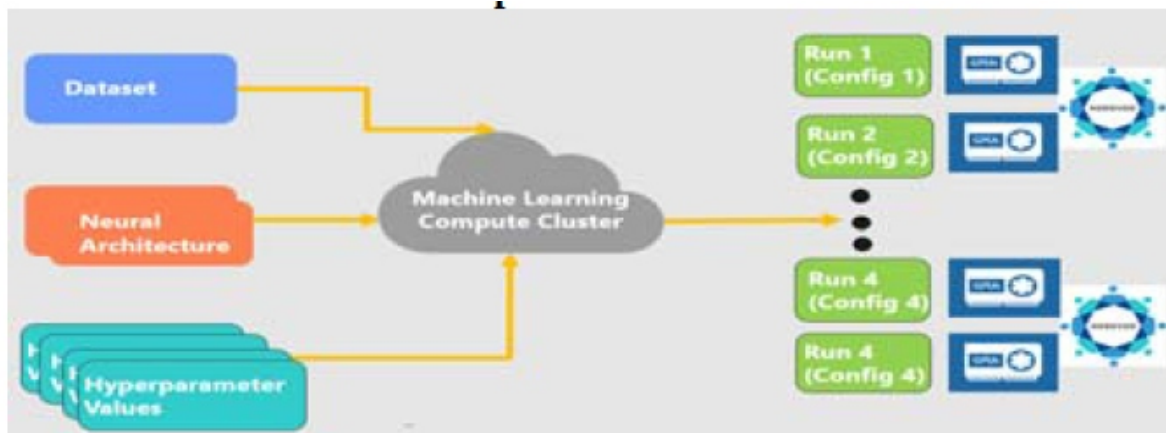 Dataset
Neural
Architecture
Hyperparameter
Values
Machine Learning
Compute Cluster
Run 1
(Config 1)
Run 2
(Config 2)
Run 4
(Config 4)
Run 4
(Config 4)